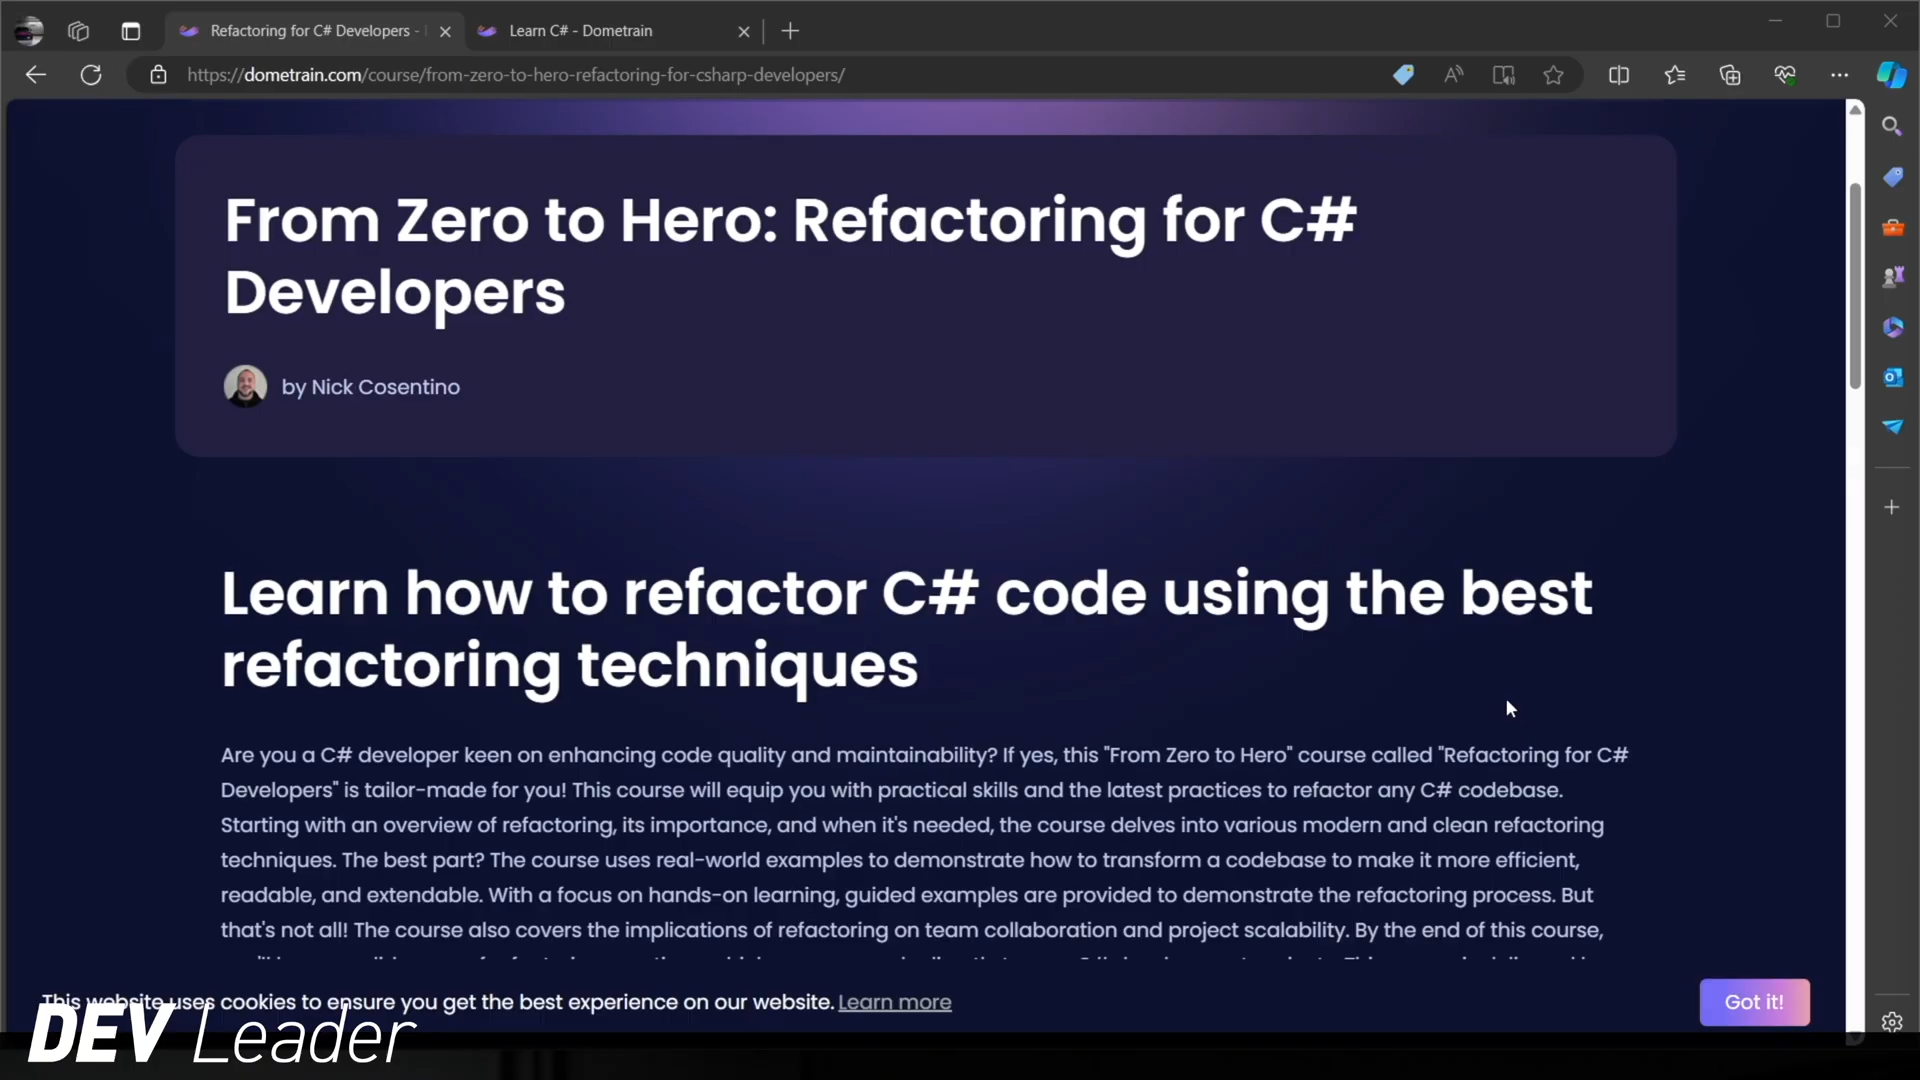 Refactoring for C# Developers -
Learn C# - Dometrain
https://dometrain.com/course/from-zero-to-hero-refactoring-for-csharp-developers/
From Zero to Hero: Refactoring for C#
Developers
by Nick Cosentino
Learn how to refactor C# code using the best
refactoring techniques
Are you a C# developer keen on enhancing code quality and maintainability? If yes, this "From Zero to Hero" course called "Refactoring for C#
Developers" is tailor-made for you! This course will equip you with practical skills and the latest practices to refactor any C# codebase.
Starting with an overview of refactoring, its importance, and when it's needed, the course delves into various modern and clean refactoring
techniques. The best part? The course uses real-world examples to demonstrate how to transform a codebase to make it more efficient,
readable, and extendable. With a focus on hands-on learning, guided examples are provided to demonstrate the refactoring process. But
that's not all! The course also covers the implications of refactoring on team collaboration and project scalability. By the end of this course,
This website uses cookies to ensure you get the best experience on our website. Learn more
Got it!
DEV Leader